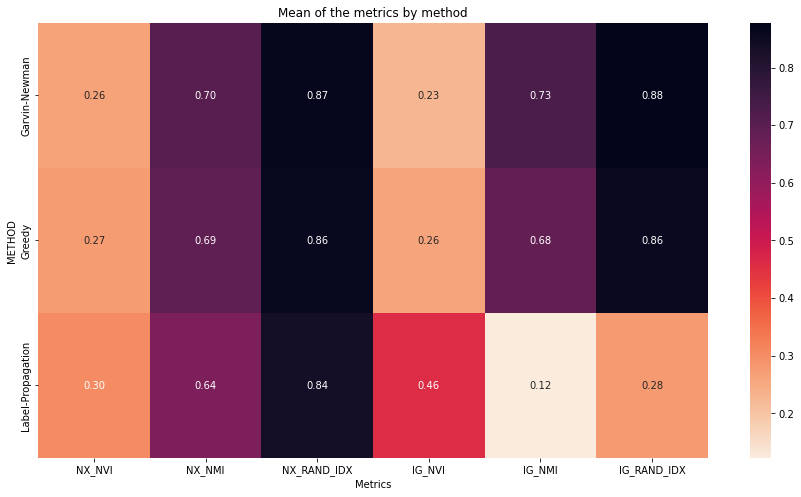 Mean of the metrics by method
METHOD
Garvin-Newman
0.26 0.70 0.87 0.23 0.73 0.88
Greedy
0.27 0.69 0.86 0.26 0.68 0.86
Label-Propagation
0.30 0.64 0.84 0.46 0.12 0.28
NX_NVI NX_NMI NX_RAND_IDX IG_NVI IG_NMI IG_RAND_IDX
Metrics
0.8
0.7
0.6
0.5
0.4
0.3
0.2